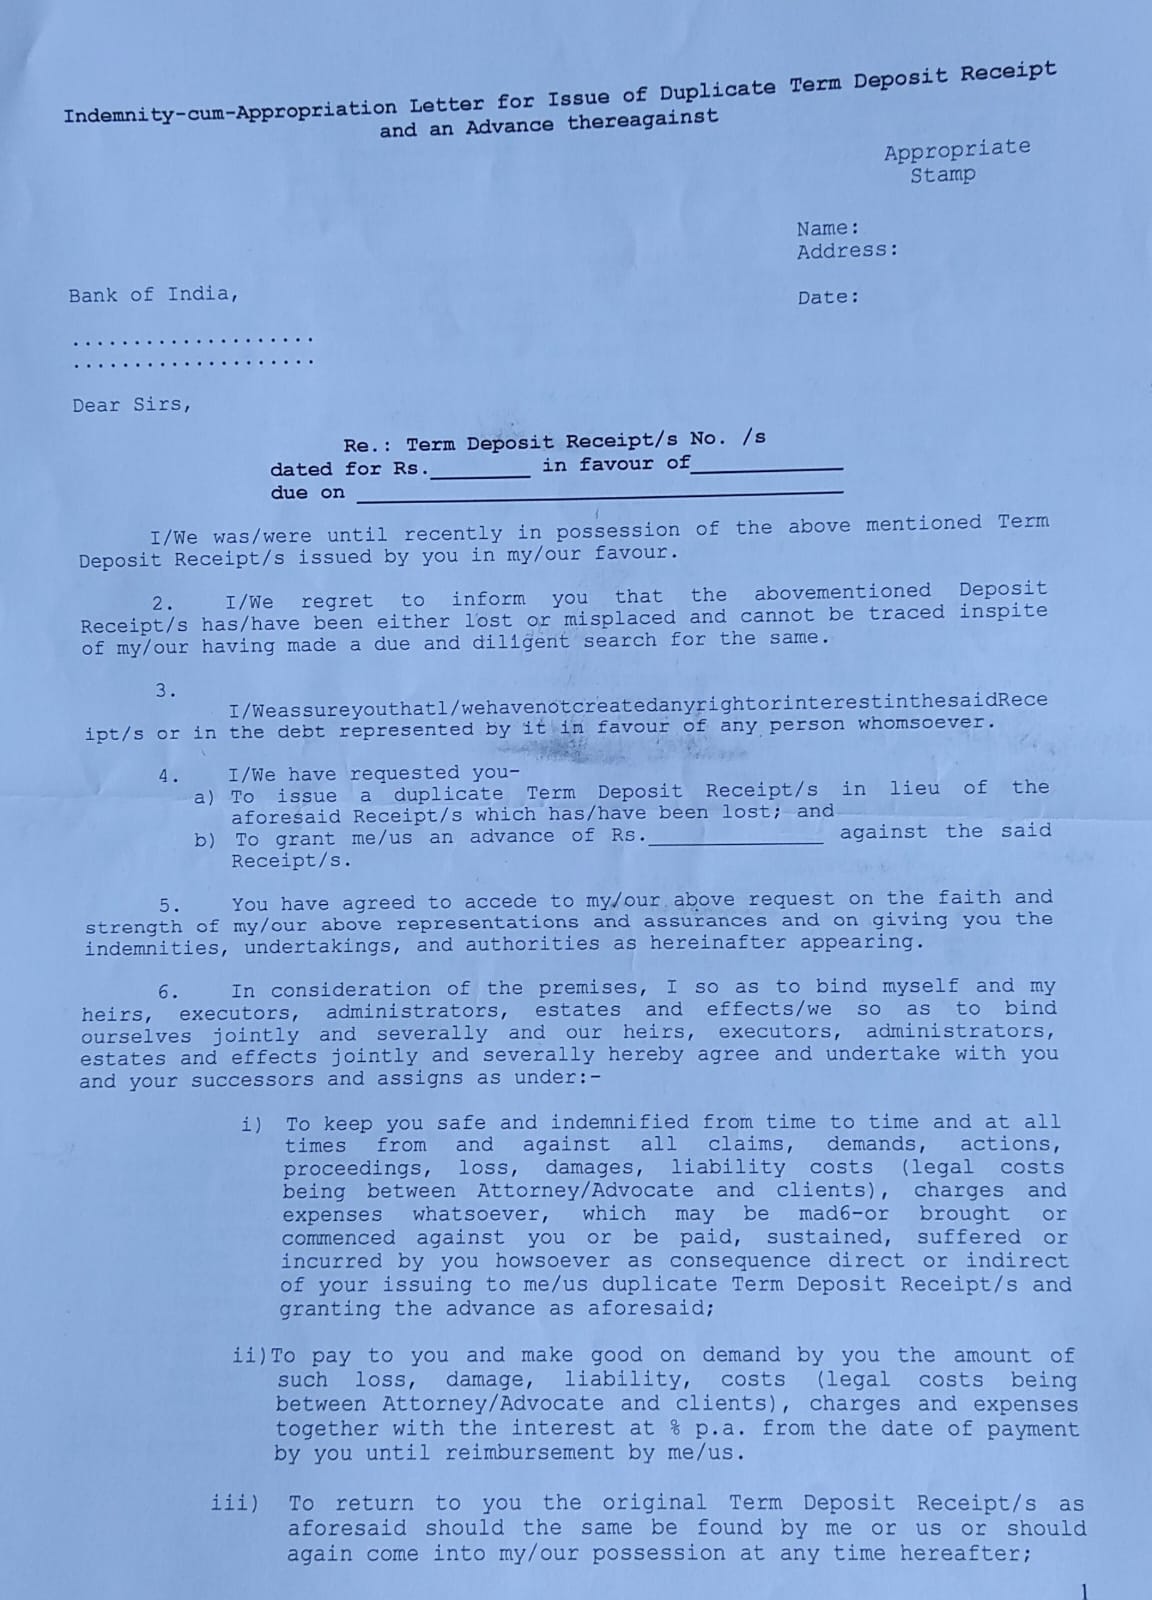 Indemnity-cum-Appropriation Letter for Issue of Duplicate Term Deposit Receipt
and an Advance thereagainst
Appropriate
Stamp
Name:
Address:
Bank of India,
Date:
....................
....................
Dear Sirs,
Re.: Term Deposit Receipt/s No. /s
dated for Rs.________ in favour of____________
due on ______________________________________
I/We was/were until recently in possession of the above mentioned Term
Deposit Receipt/s issued by you in my/our favour.
2. I/We regret to inform you that the abovementioned Deposit
Receipt/s has/have been either lost or misplaced and cannot be traced inspite
of my/our having made a due and diligent search for the same.
3.
I/Weassureyouthatl/wehavenotcreatedanyrightorinterestinthesaidRece
ipt/s or in the debt represented by it in favour of any person whomsoever.
4. I/We have requested you-
a) To issue a duplicate Term Deposit Receipt/s in lieu of the
aforesaid Receipt/s which has/have been lost; and
b) To grant me/us an advance of Rs.______________ against the said
Receipt/s.
5. You have agreed to accede to my/our above request on the faith and
strength of my/our above representations and assurances and on giving you the
indemnities, undertakings, and authorities as hereinafter appearing.
6. In consideration of the premises, I so as to bind myself and my
heirs, executors, administrators, estates and effects/we so as to bind
ourselves jointly and severally and our heirs, executors, administrators,
estates and effects jointly and severally hereby agree and undertake with you
and your successors and assigns as under:-
i) To keep you safe and indemnified from time to time and at all
times from and against all claims, demands, actions,
proceedings, loss, damages, liability costs (legal costs
being between Attorney/Advocate and clients), charges and
expenses whatsoever, which may be mad6-or brought or
commenced against you or be paid, sustained, suffered or
incurred by you howsoever as consequence direct or indirect
of your issuing to me/us duplicate Term Deposit Receipt/s and
granting the advance as aforesaid;
ii)To pay to you and make good on demand by you the amount of
such loss, damage, liability, costs (legal costs being
between Attorney/Advocate and clients), charges and expenses
together with the interest at % p.a. from the date of payment
by you until reimbursement by me/us.
iii) To return to you the original Term Deposit Receipt/s as
aforesaid should the same be found by me or us or should
again come into my/our possession at any time hereafter;
1